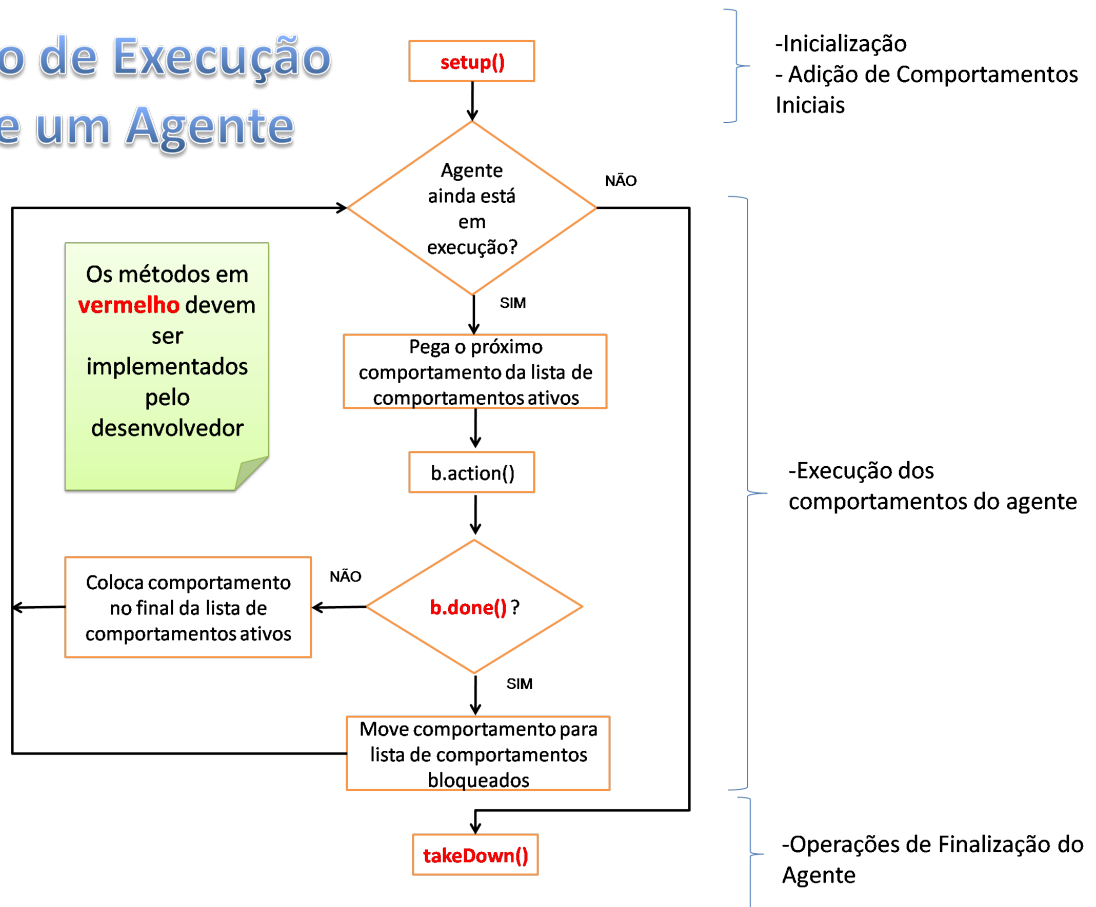 o de Execução
e um Agente
setup()
-Inicialização
- Adição de Comportamentos
Iniciais
Agente
ainda está
em
execução?
NÃO
SIM
Os métodos em
vermelho devem
ser
implementados
pelo
desenvolvedor
Pega o próximo
comportamento da lista de
comportamentos ativos
b.action()
-Execução dos
comportamentos do agente
b.done() ?
NÃO
Coloca comportamento
no final da lista de
comportamentos ativos
SIM
Move comportamento para
lista de comportamentos
bloqueados
takeDown()
-Operações de Finalização do
Agente